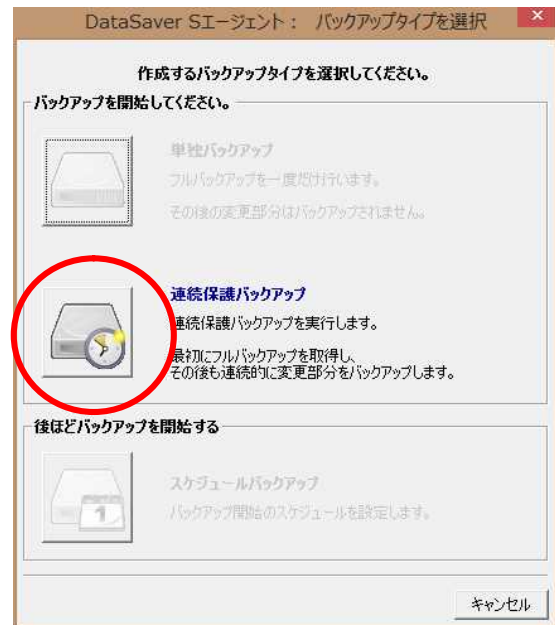 DataSaver SIージェント： バックアップタイプを選択
作成するバックアップタイプを選択してください。
バックアップを開始してください。
単独バックアップ
フルバックアップを一度だけ行います。
その後の変更部分はバックアップされません。
連続保護バックアップ
連続保護バックアップを実行します。
最初にフルバックアップを取得し、
その後も連続的に変更部分をバックアップします。
後ほどバックアップを開始する
スケジュールバックアップ
バックアップ開始のスケジュールを設定します。
1
キャンセル